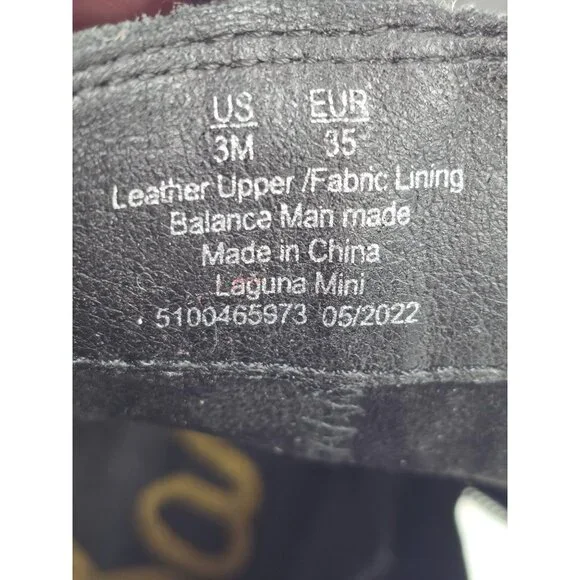 US EUR
3M 35
Leather Upper /Fabric Lining
Balance Man made
Made in China
Laguna Mini
5100465973 05/2022